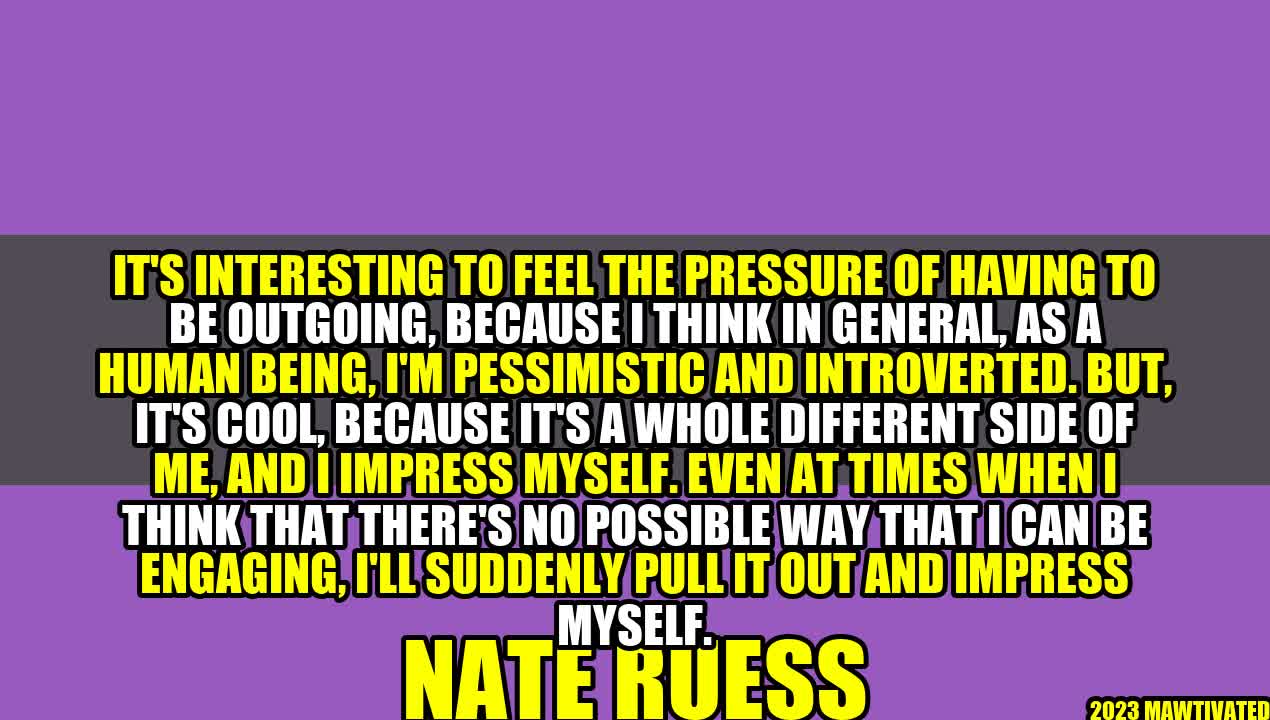 IT'S INTERESTING TO FEEL THE PRESSURE OF HAVING TO
BE OUTGOING, BECAUSE I THINK IN GENERAL, AS A
HUMAN BEING, I'M PESSIMISTIC AND INTROVERTED. BUT,
IT'S COOL, BECAUSE IT'S A WHOLE DIFFERENT SIDE OF
ME, AND I IMPRESS MYSELF. EVEN AT TIMES WHEN I
THINK THAT THERE'S NO POSSIBLE WAY THAT I CAN BE
ENGAGING, I'LL SUDDENLY PULL IT OUT AND IMPRESS
MYSELF.
NATE RUESS
2023 MAWTIVATED